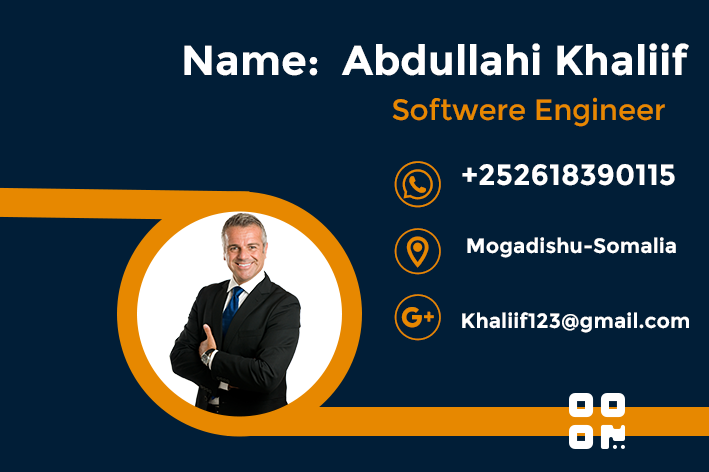 Name: Abdullahi Khaliif
Softwere Engineer
+252618390115
Mogadishu-Somalia
G+
Khaliif123@gmail.com